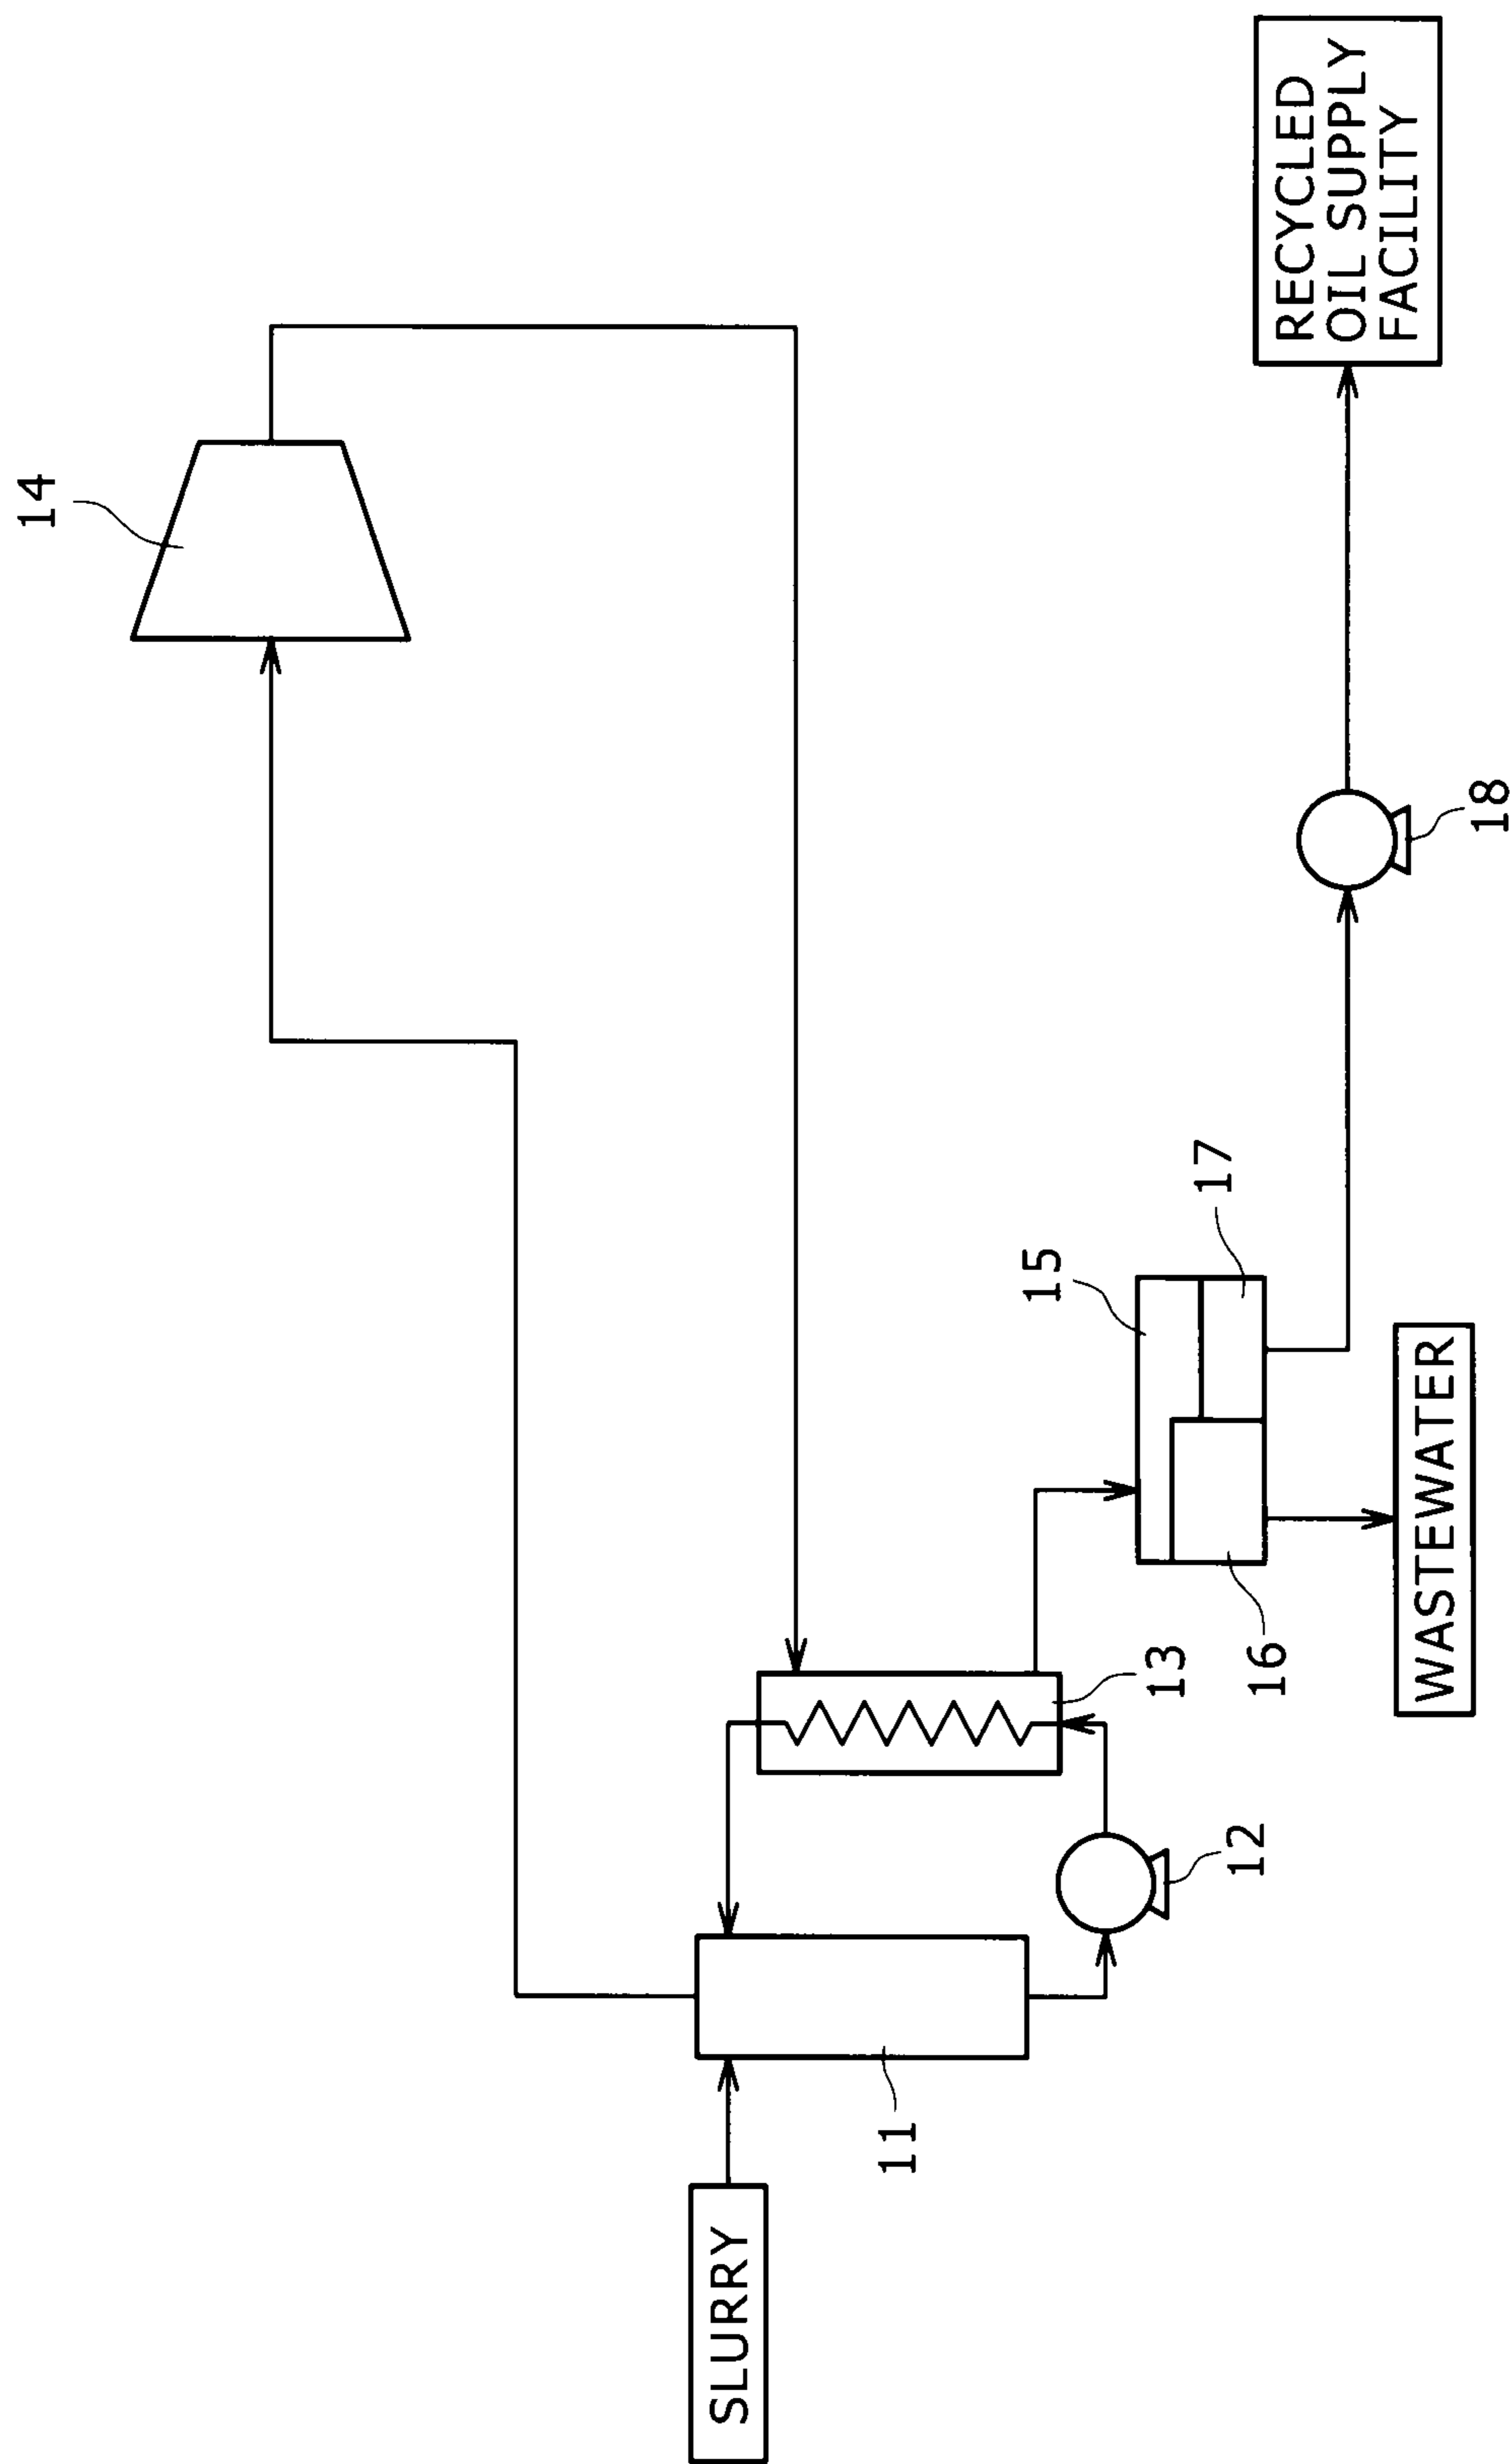 14
SLURRY
11
15
13
17
12
16
RECYCLED
OIL SUPPLY
FACILITY
WASTEWATER
18